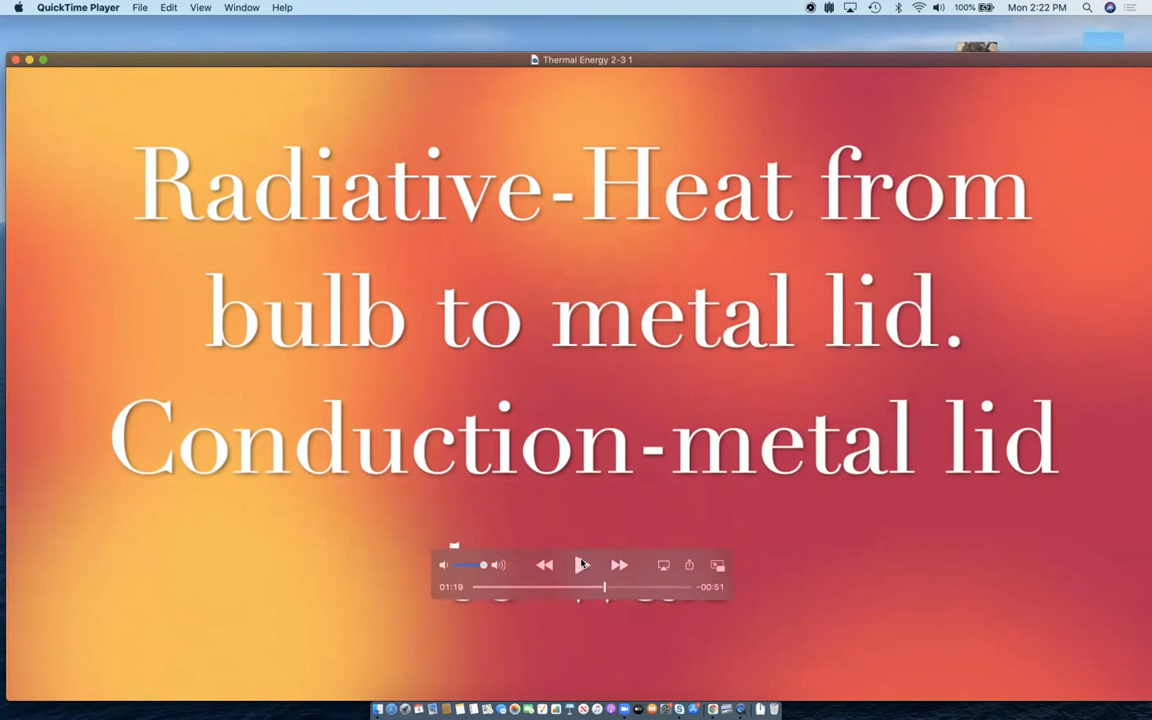 QuickTime Player File Edit View Window Help 100% Mon 2:22 PM
Thermal Energy 2-3 1
Radiative-Heat from
bulb to metal lid.
Conduction-metal lid
01:19 -00:51